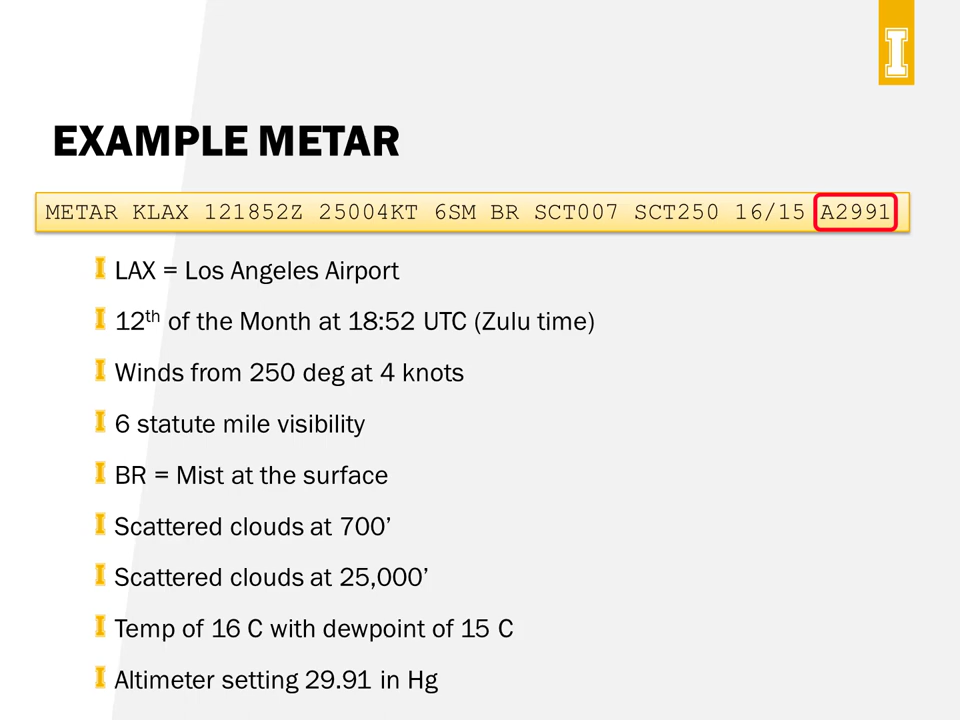 I
EXAMPLE METAR
METAR KLAX 121852Z 25004KT 6SM BR SCT007 SCT250 16/15 A2991
LAX = Los Angeles Airport
12th of the Month at 18:52 UTC (Zulu time)
Winds from 250 deg at 4 knots
6 statute mile visibility
BR = Mist at the surface
Scattered clouds at 700’
Scattered clouds at 25,000’
Temp of 16 C with dewpoint of 15 C
Altimeter setting 29.91 in Hg